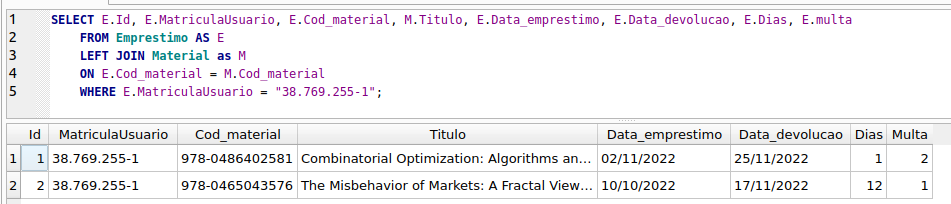 1 SELECT E.Id, E.MatriculaUsuario, E.Cod_material, M.Titulo, E.Data_emprestimo, E.Data_devolucao, E.Dias, E.multa
2 FROM Emprestimo AS E
3 LEFT JOIN Material as M
4 ON E.Cod_material = M.Cod_material
5 WHERE E.MatriculaUsuario = "38.769.255-1";
Id MatriculaUsuario Cod_material Titulo Data_emprestimo Data_devolucao Dias Multa
1 1 38.769.255-1 978-0486402581 Combinatorial Optimization: Algorithms an... 02/11/2022 25/11/2022 1 2
2 2 38.769.255-1 978-0465043576 The Misbehavior of Markets: A Fractal View... 10/10/2022 17/11/2022 12 1